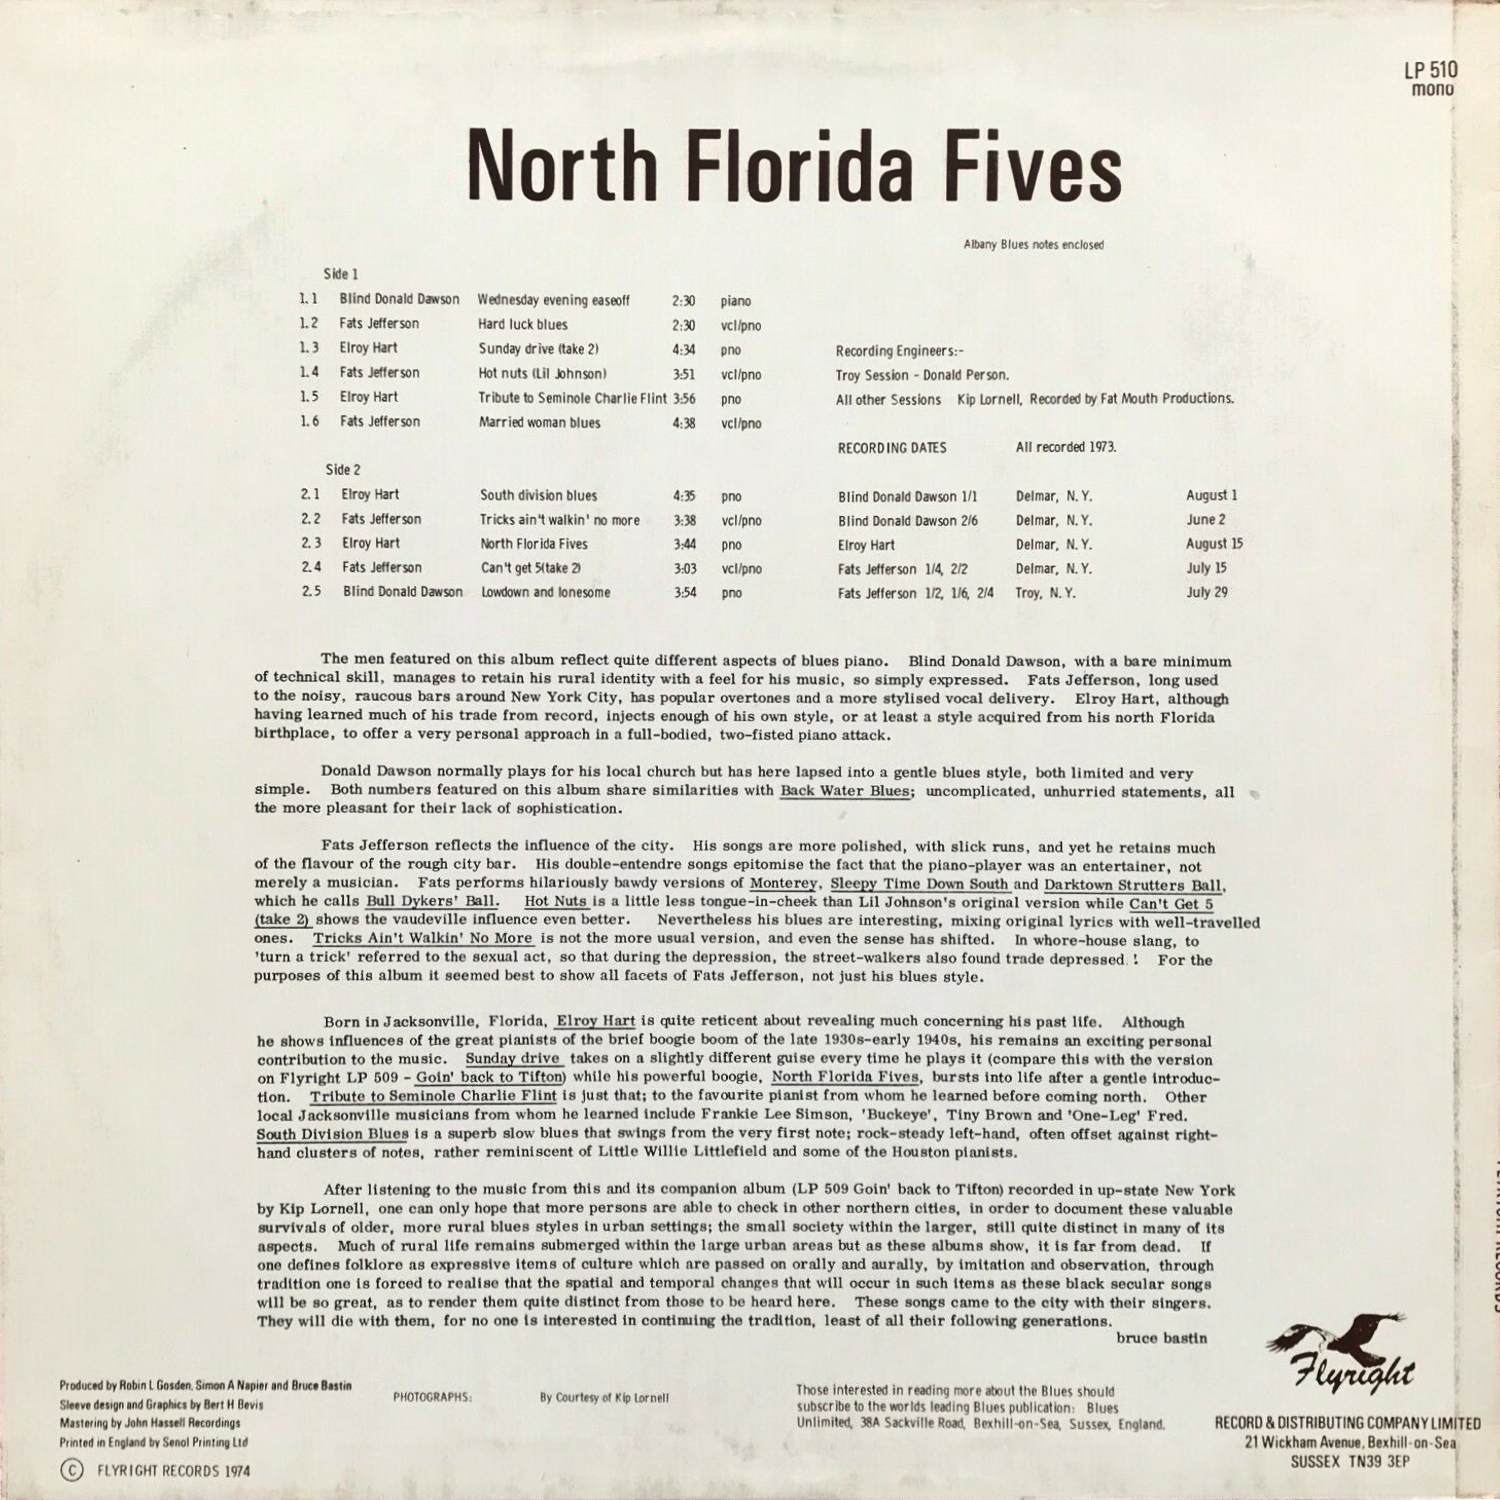 LP 510
mono
North Florida Fives
Albany Blues notes enclosed
Side 1
1.1 Blind Donald Dawson Wednesday evening easeoff 2:30 piano
1.2 Fats Jefferson Hard luck blues 2:30 vcl/pno
1.3 Elroy Hart Sunday drive (take 2) 4:34 pno
1.4 Fats Jefferson Hot nuts (Lil Johnson) 3:51 vcl/pno
1.5 Elroy Hart Tribute to Seminole Charlie Flint 3:56 pno
1.6 Fats Jefferson Married woman blues 4:38 vcl/pno
Side 2
2.1 Elroy Hart South division blues 4:35 pno
2.2 Fats Jefferson Tricks ain't walkin' no more 3:38 vcl/pno
2.3 Elroy Hart North Florida Fives 3:44 pno
2.4 Fats Jefferson Can't get 5(take 2) 3:03 vcl/pno
2.5 Blind Donald Dawson Lowdown and lonesome 3:54 pno
Recording Engineers:-
Troy Session - Donald Person.
All other Sessions Kip Lornell, Recorded by Fat Mouth Productions.
RECORDING DATES All recorded 1973.
Blind Donald Dawson 1/1 Delmar, N.Y. August 1
Blind Donald Dawson 2/6 Delmar, N.Y. June 2
Elroy Hart Delmar, N.Y. August 15
Fats Jefferson 1/4, 2/2 Delmar, N.Y. July 15
Fats Jefferson 1/2, 1/6, 2/4 Troy, N.Y. July 29
The men featured on this album reflect quite different aspects of blues piano. Blind Donald Dawson, with a bare minimum
of technical skill, manages to retain his rural identity with a feel for his music, so simply expressed. Fats Jefferson, long used
to the noisy, raucous bars around New York City, has popular overtones and a more stylised vocal delivery. Elroy Hart, although
having learned much of his trade from record, injects enough of his own style, or at least a style acquired from his north Florida
birthplace, to offer a very personal approach in a full-bodied, two-fisted piano attack.
Donald Dawson normally plays for his local church but has here lapsed into a gentle blues style, both limited and very
simple. Both numbers featured on this album share similarities with Back Water Blues; uncomplicated, unhurried statements, all
the more pleasant for their lack of sophistication.
Fats Jefferson reflects the influence of the city. His songs are more polished, with slick runs, and yet he retains much
of the flavour of the rough city bar. His double-entendre songs epitomise the fact that the piano-player was an entertainer, not
merely a musician. Fats performs hilariously bawdy versions of Monterey, Sleepy Time Down South and Darktown Strutters Ball,
which he calls Bull Dykers' Ball. Hot Nuts is a little less tongue-in-cheek than Lil Johnson's original version while Can't Get 5
(take 2) shows the vaudeville influence even better. Nevertheless his blues are interesting, mixing original lyrics with well-travelled
ones. Tricks Ain't Walkin' No More is not the more usual version, and even the sense has shifted. In whore-house slang, to
'turn a trick' referred to the sexual act, so that during the depression, the street-walkers also found trade depressed.! For the
purposes of this album it seemed best to show all facets of Fats Jefferson, not just his blues style.
Born in Jacksonville, Florida, Elroy Hart is quite reticent about revealing much concerning his past life. Although
he shows influences of the great pianists of the brief boogie boom of the late 1930s-early 1940s, his remains an exciting personal
contribution to the music. Sunday drive takes on a slightly different guise every time he plays it (compare this with the version
on Flyright LP 509 - Goin' back to Tifton) while his powerful boogie, North Florida Fives, bursts into life after a gentle introduc-
tion. Tribute to Seminole Charlie Flint is just that; to the favourite pianist from whom he learned before coming north. Other
local Jacksonville musicians from whom he learned include Frankie Lee Simson, 'Buckeye', Tiny Brown and 'One-Leg' Fred.
South Division Blues is a superb slow blues that swings from the very first note; rock-steady left-hand, often offset against right-
hand clusters of notes, rather reminiscent of Little Willie Littlefield and some of the Houston pianists.
After listening to the music from this and its companion album (LP 509 Goin' back to Tifton) recorded in up-state New York
by Kip Lornell, one can only hope that more persons are able to check in other northern cities, in order to document these valuable
survivals of older, more rural blues styles in urban settings; the small society within the larger, still quite distinct in many of its
aspects. Much of rural life remains submerged within the large urban areas but as these albums show, it is far from dead. If
one defines folklore as expressive items of culture which are passed on orally and aurally, by imitation and observation, through
tradition one is forced to realise that the spatial and temporal changes that will occur in such items as these black secular songs
will be so great, as to render them quite distinct from those to be heard here. These songs came to the city with their singers.
They will die with them, for no one is interested in continuing the tradition, least of all their following generations.
bruce bastin
Produced by Robin L Gosden, Simon A Napier and Bruce Bastin
Sleeve design and Graphics by Bert H Bevis
Mastering by John Hassell Recordings
Printed in England by Senol Printing Ltd
© FLYRIGHT RECORDS 1974
PHOTOGRAPHS: By Courtesy of Kip Lornell
Those interested in reading more about the Blues should
subscribe to the worlds leading Blues publication: Blues
Unlimited, 38A Sackville Road, Bexhill-on-Sea, Sussex, England.
Flyright
RECORD & DISTRIBUTING COMPANY LIMITED
21 Wickham Avenue, Bexhill-on-Sea
SUSSEX TN39 3EP